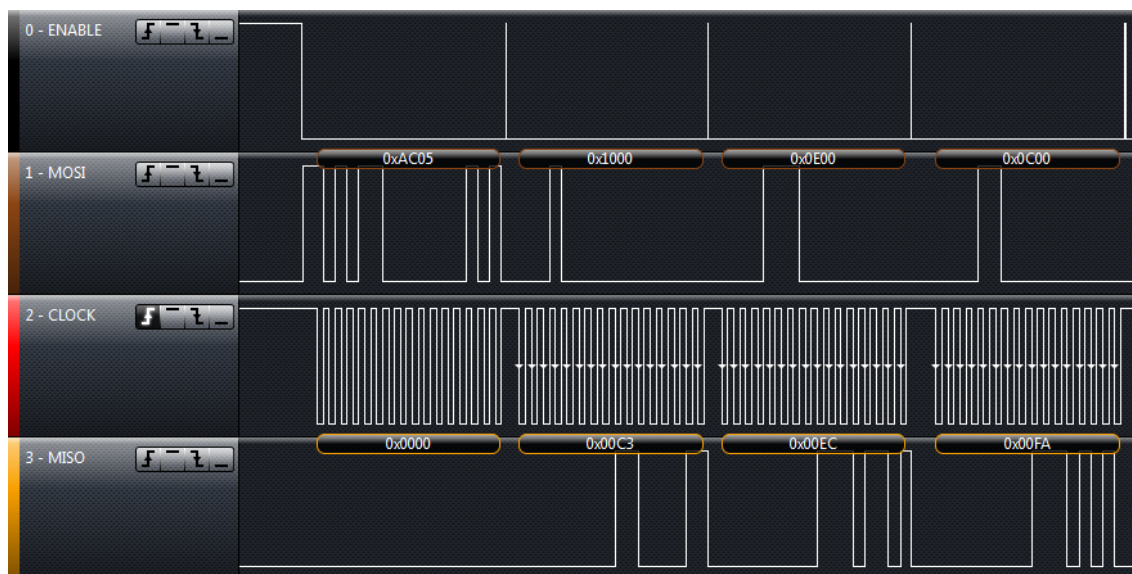 0 - ENABLE
1 - MOSI
0xAC05 0x1000 0x0E00 0x0C00
2 - CLOCK
3 - MISO
0x0000 0x00C3 0x00EC 0x00FA